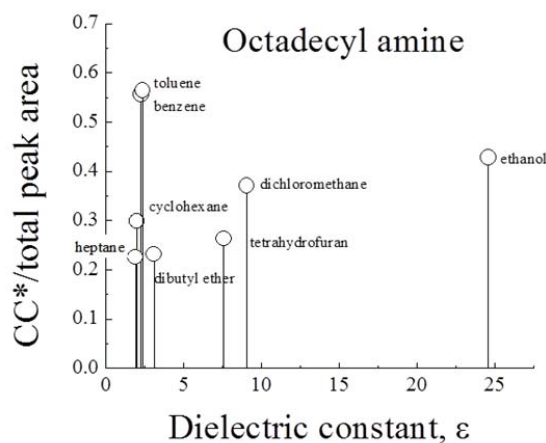 Octadecyl amine
CC*/total peak area
0.7
0.6
0.5
0.4
0.3
0.2
0.1
0.0
toluene
benzene
ethanol
dichloromethane
cyclohexane
heptane
tetrahydrofuran
dibutyl ether
0 5 10 15 20 25
Dielectric constant, ε